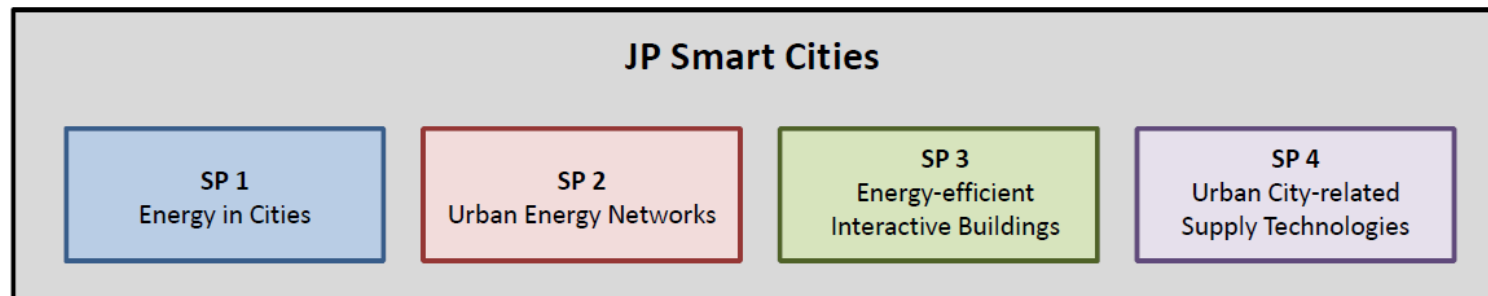 JP Smart Cities
SP 1
Energy in Cities
SP 2
Urban Energy Networks
SP 3
Energy-efficient
Interactive Buildings
SP 4
Urban City-related
Supply Technologies